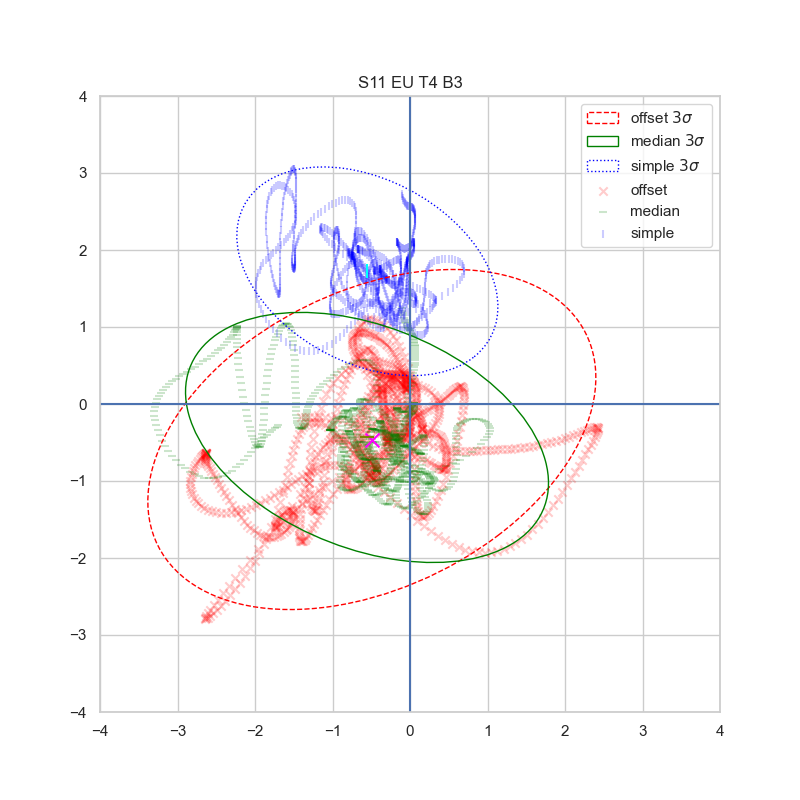 S11 EU T4 B3
offset 3σ
median 3σ
simple 3σ
offset
median
simple
4
3
2
1
0
−1
−2
−3
−4
−4 −3 −2 −1 0 1 2 3 4